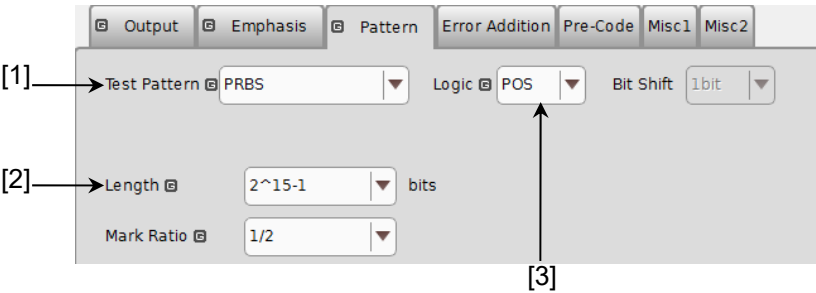 G Output G Emphasis G Pattern Error Addition Pre-Code Misc1 Misc2
[1] Test Pattern G PRBS Logic G POS Bit Shift 1bit
[2] Length G 2^15-1 bits
Mark Ratio G 1/2
[3]